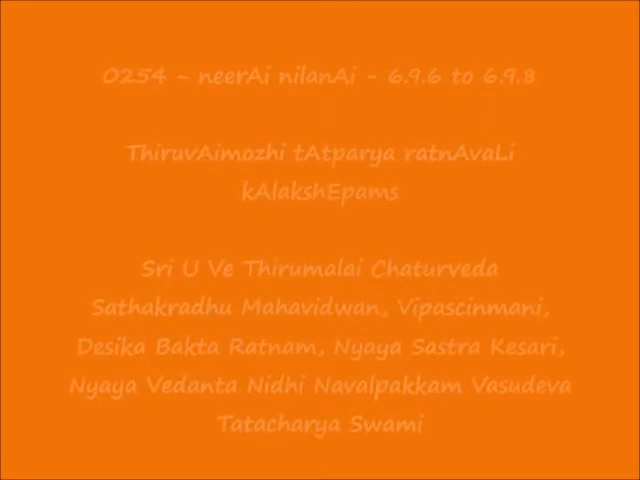 0254 - neerAi nilanAi - 6.9.6 to 6.9.8
ThiruvAimozhi tAtparya ratnAvaLi
kAlakshEpams
Sri U Ve Thirumalai Chaturveda
Sathakradhu Mahavidwan, Vipascinmani,
Desika Bakta Ratnam, Nyaya Sastra Kesari,
Nyaya Vedanta Nidhi Navalpakkam Vasudeva
Tatacharya Swami